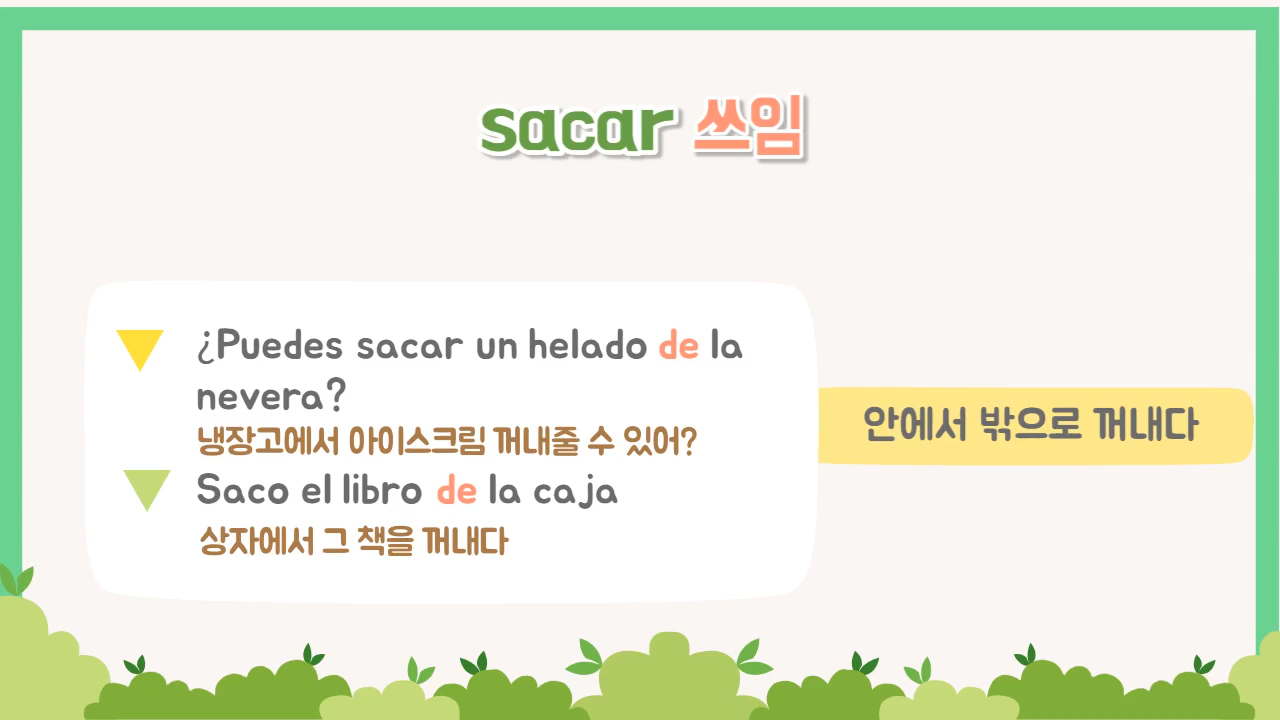 sacar 쓰임
¿Puedes sacar un helado de la
nevera?
냉장고에서 아이스크림 꺼내줄 수 있어?
Saco el libro de la caja
상자에서 그 책을 꺼내다
안에서 밖으로 꺼내다